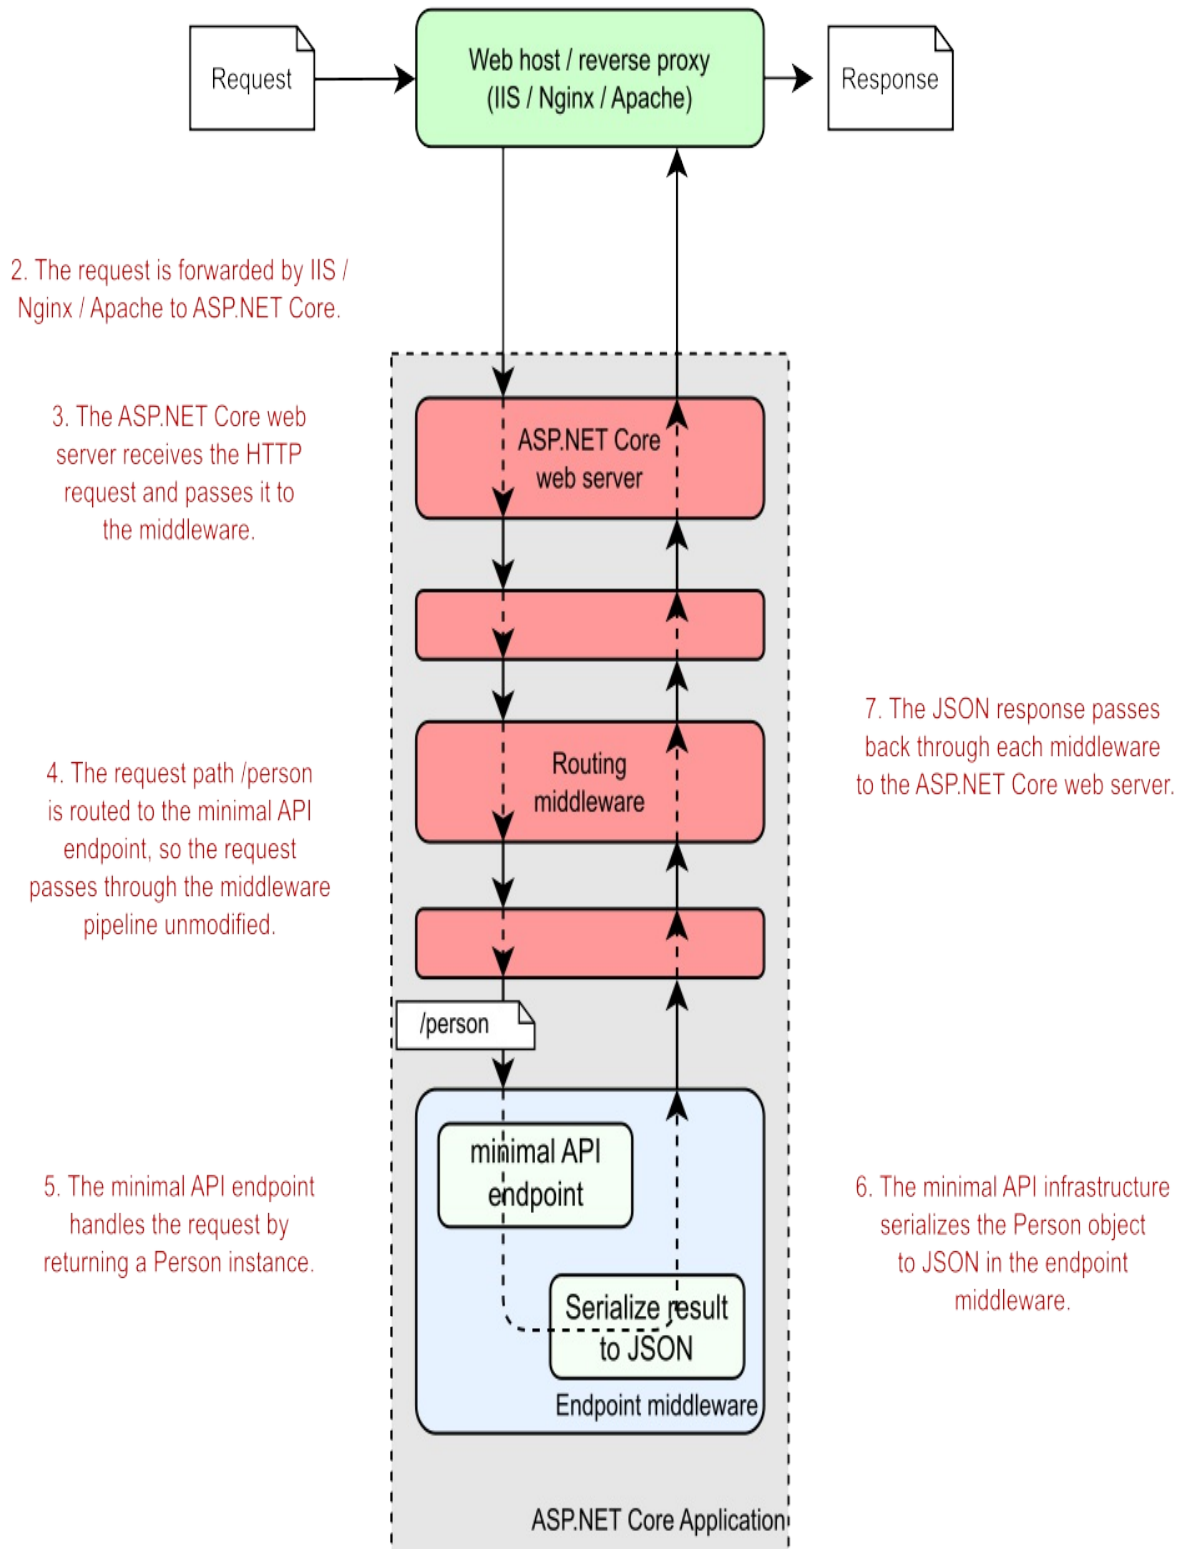 Request
Web host / reverse proxy
(IIS / Nginx / Apache)
Response
2. The request is forwarded by IIS /
Nginx / Apache to ASP.NET Core.
3. The ASP.NET Core web
server receives the HTTP
request and passes it to
the middleware.
ASP.NET Core
web server
4. The request path /person
is routed to the minimal API
endpoint, so the request
passes through the middleware
pipeline unmodified.
Routing
middleware
7. The JSON response passes
back through each middleware
to the ASP.NET Core web server.
/person
5. The minimal API endpoint
handles the request by
returning a Person instance.
minimal API
endpoint
Serialize result
to JSON
Endpoint middleware
6. The minimal API infrastructure
serializes the Person object
to JSON in the endpoint
middleware.
ASP.NET Core Application